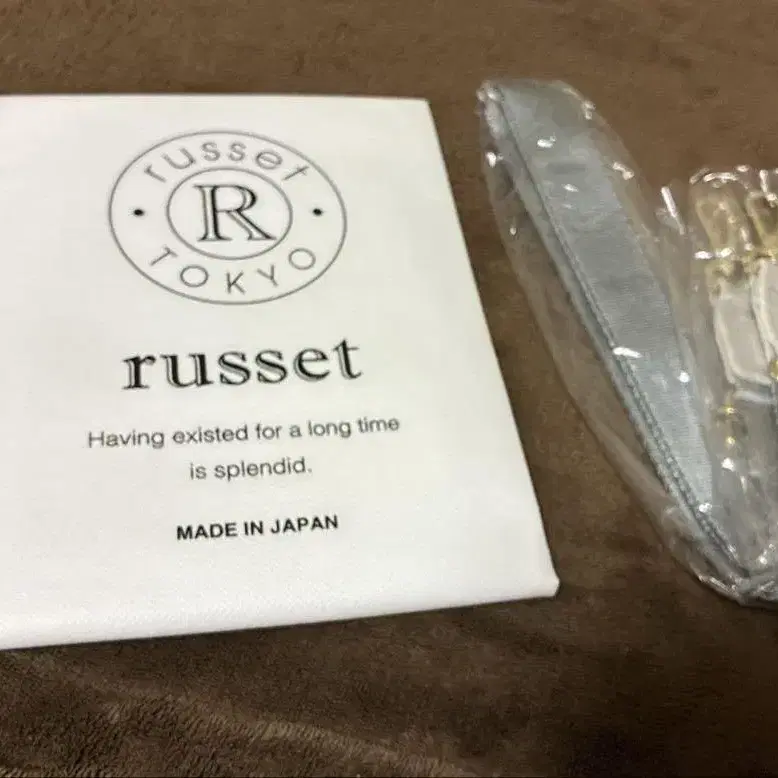 russet
R
TOKYO
russet
Having existed for a long time
is splendid.
MADE IN JAPAN